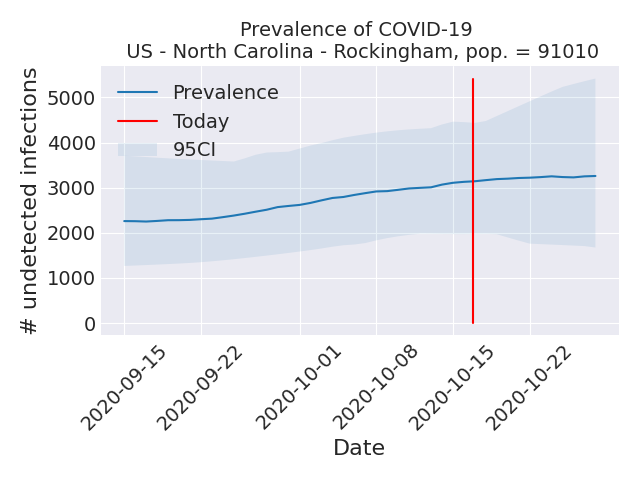 Prevalence of COVID-19
US - North Carolina - Rockingham, pop. = 91010
# undetected infections
5000
4000
3000
2000
1000
0
Prevalence
Today
95CI
2020-09-15
2020-09-22
2020-10-01
2020-10-08
2020-10-15
2020-10-22
Date